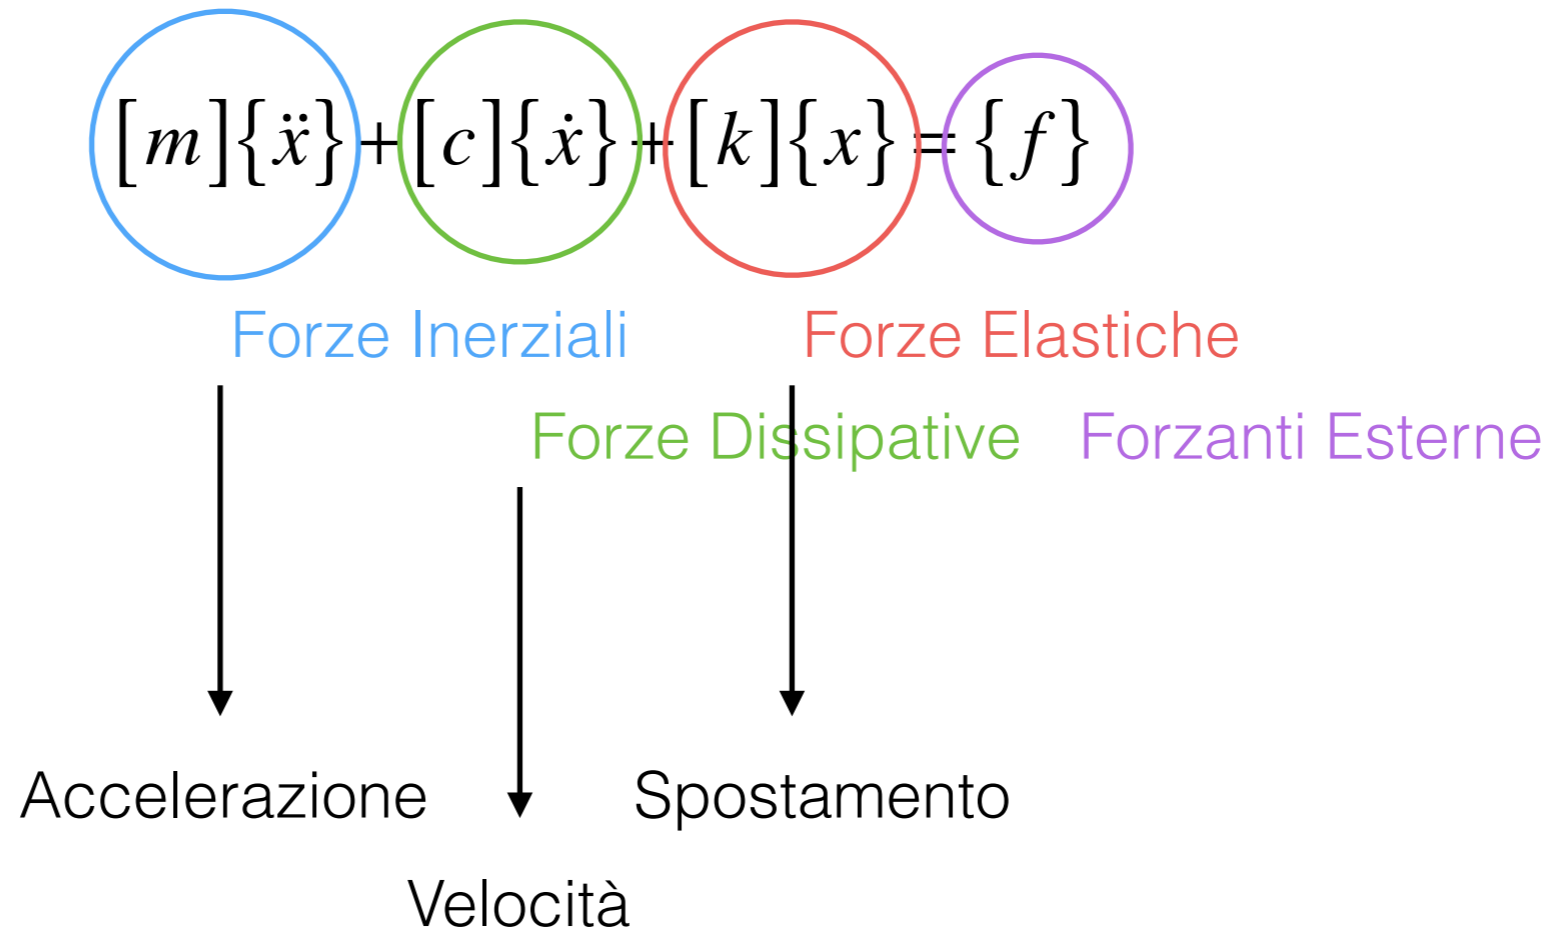 [m]{ẍ}+[c]{ẋ}+[k]{x}={f}
Forze Inerziali
Forze Elastiche
Forze Dissipative
Forzanti Esterne
Accelerazione
Spostamento
Velocità